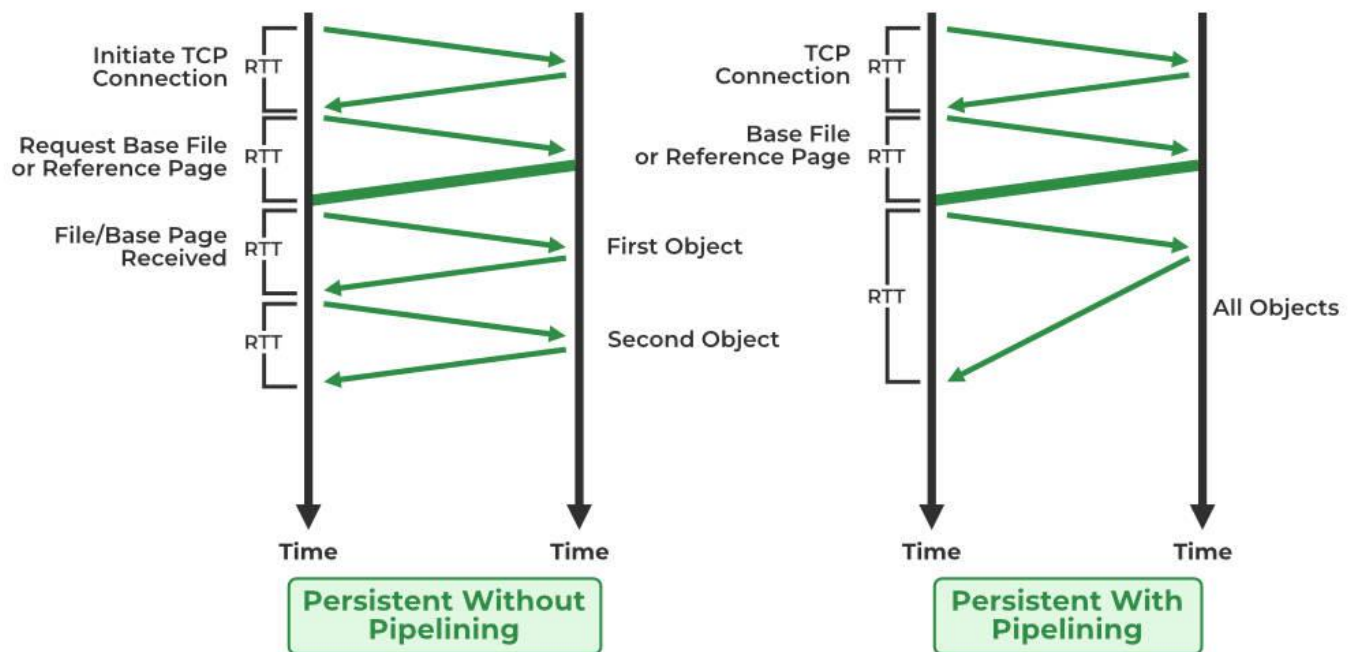 Initiate TCP
Connection
RTT
Request Base File
or Reference Page
RTT
File/Base Page
Received
RTT
First Object
RTT
Second Object
Time
Time
Persistent Without
Pipelining
TCP
Connection
RTT
Base File
or Reference Page
RTT
RTT
All Objects
Time
Time
Persistent With
Pipelining